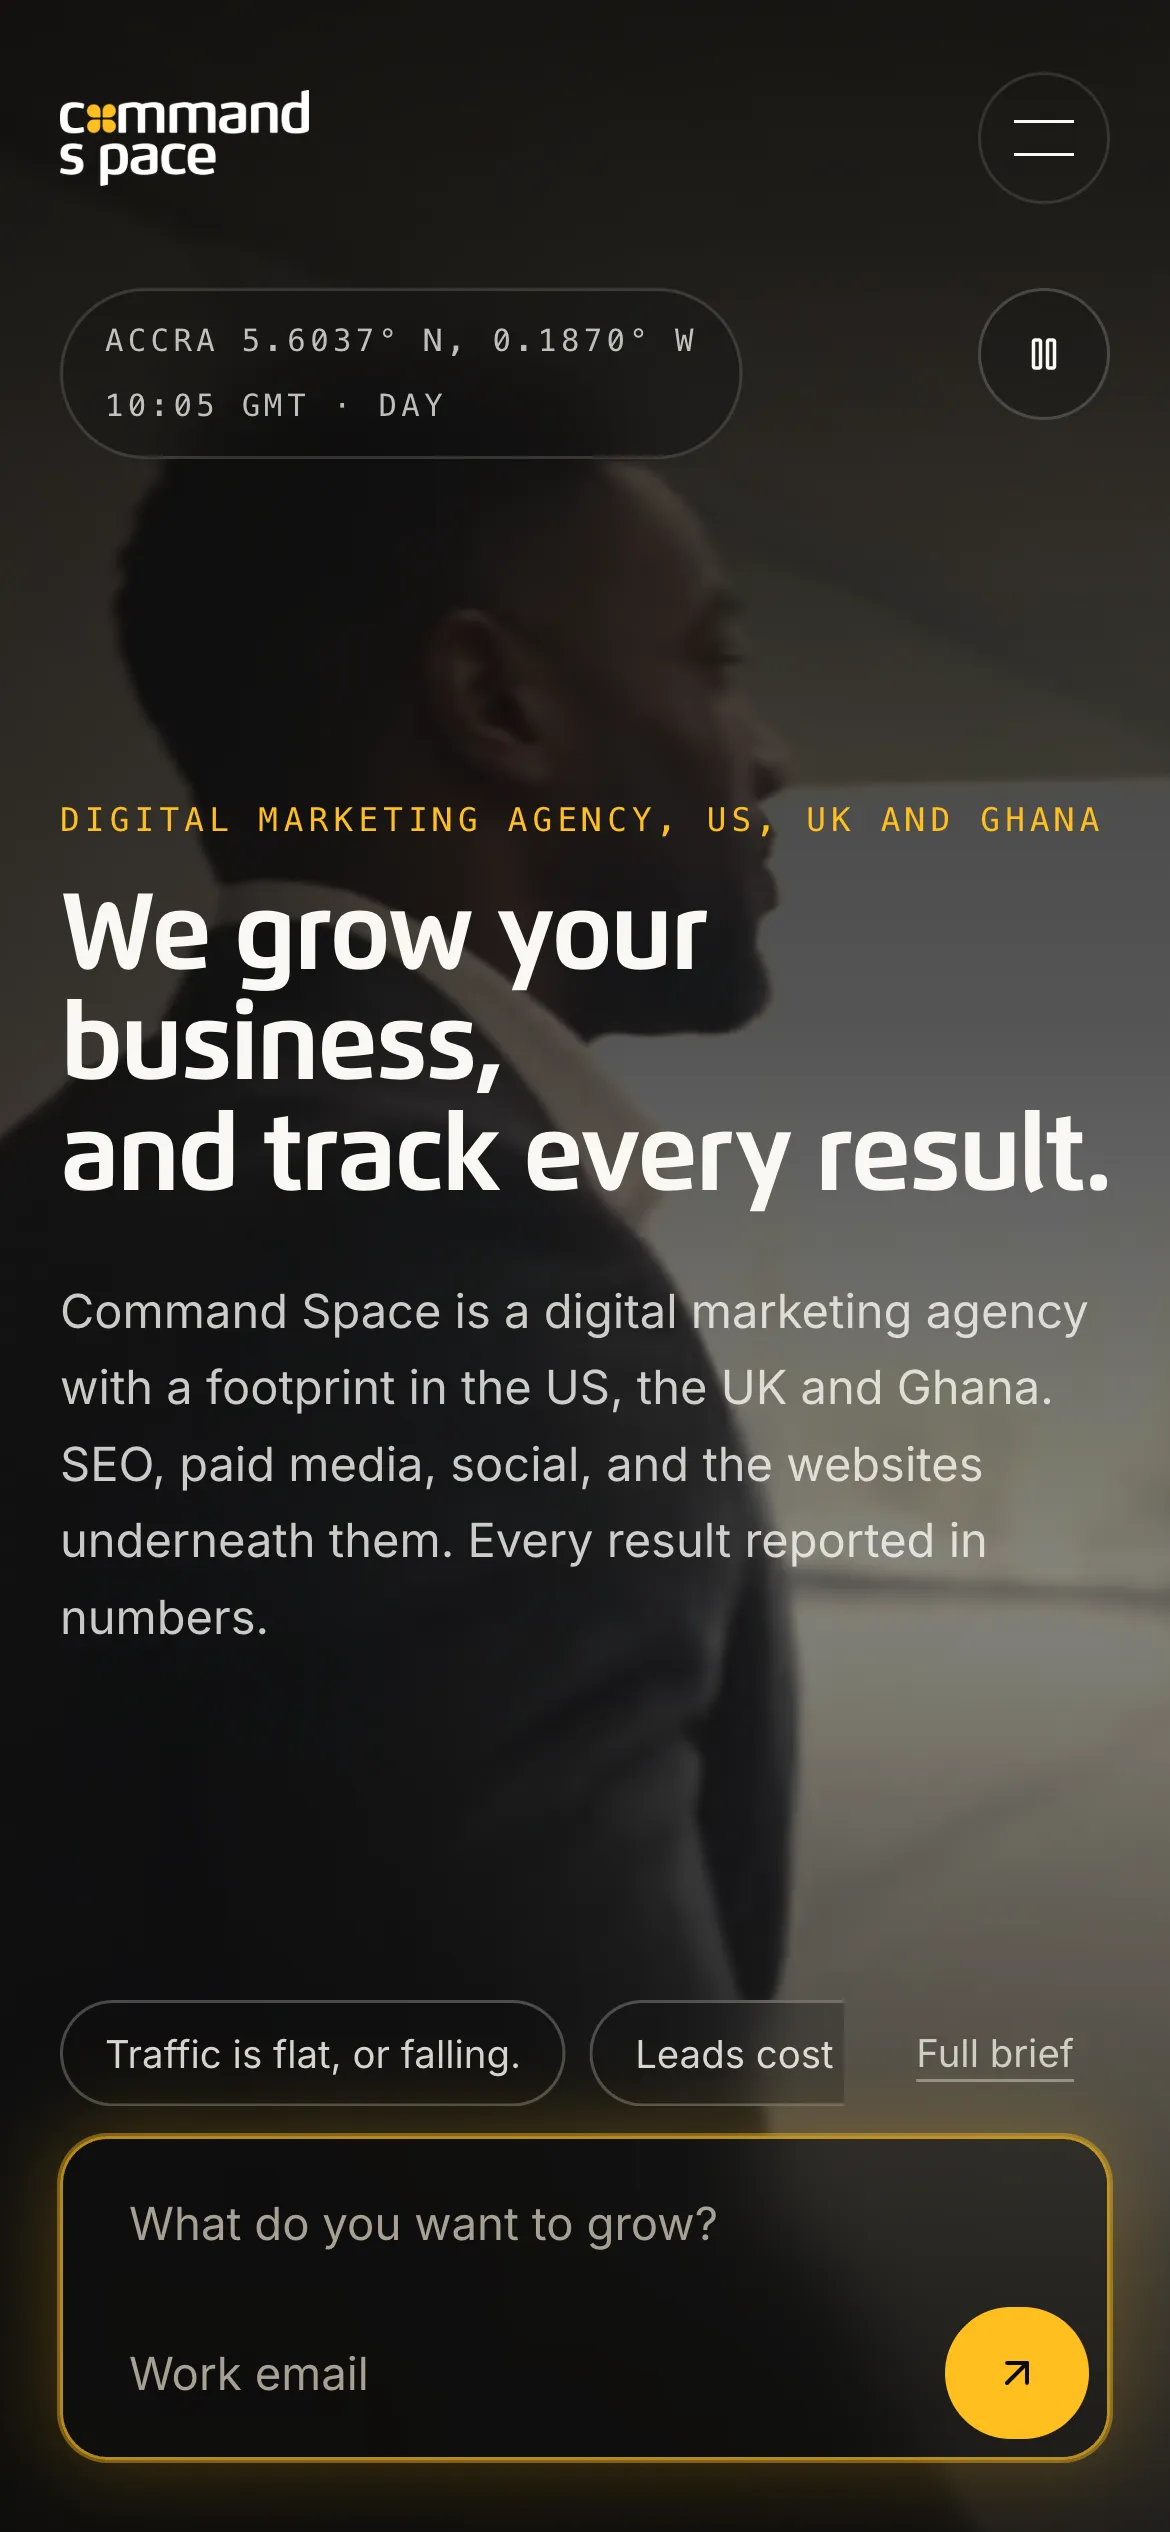 command
space
ACCRA 5.6037° N, 0.1870° W
10:05 GMT · DAY
DIGITAL MARKETING AGENCY, US, UK AND GHANA
We grow your
business,
and track every result.
Command Space is a digital marketing agency
with a footprint in the US, the UK and Ghana.
SEO, paid media, social, and the websites
underneath them. Every result reported in
numbers.
Traffic is flat, or falling.
Leads cost
Full brief
What do you want to grow?
Work email